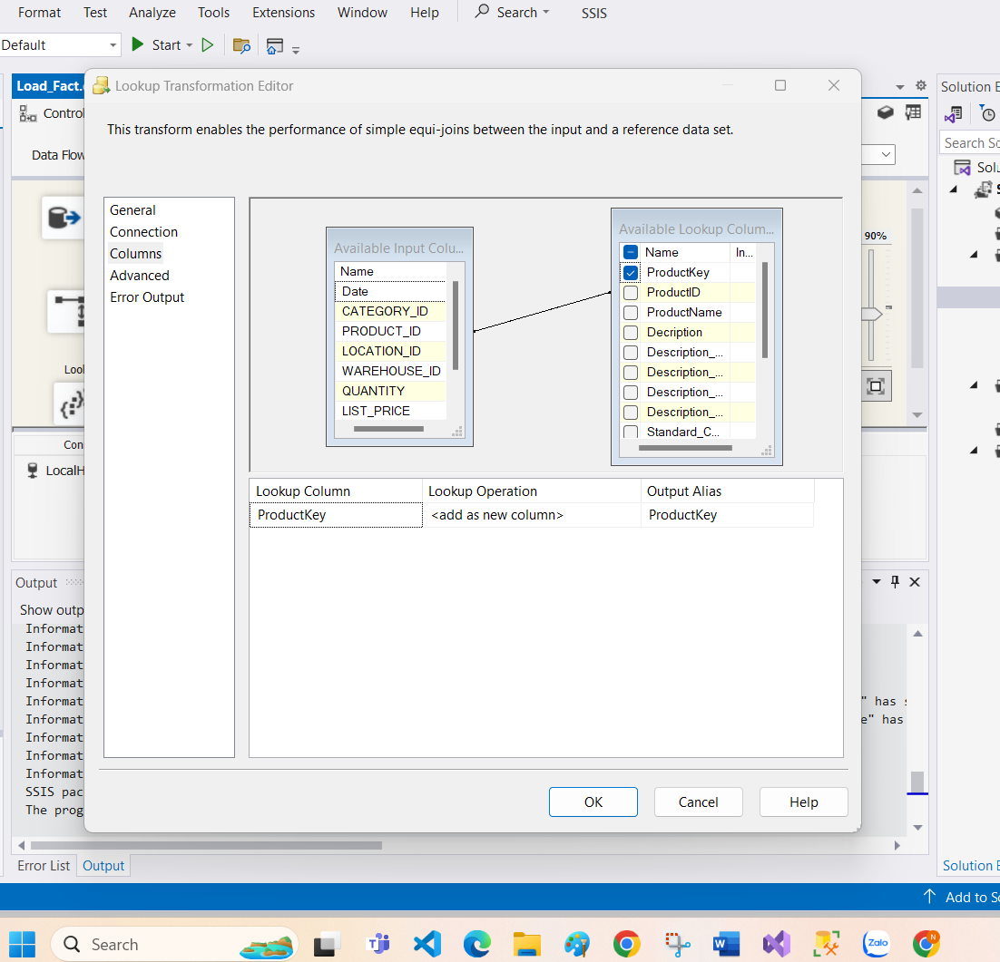 Format Test Analyze Tools Extensions Window Help Search SSIS
Default Start
Load_Fact.
Lookup Transformation Editor
Solution E
Control
This transform enables the performance of simple equi-joins between the input and a reference data set.
Data Flow
Search So
Solu
General
Connection
Columns
Advanced
Error Output
Available Input Colu...
Name
Date
CATEGORY_ID
PRODUCT_ID
LOCATION_ID
WAREHOUSE_ID
QUANTITY
LIST_PRICE
Available Lookup Colum...
Name In...
ProductKey
ProductID
ProductName
Decription
Description_...
Description_...
Description_...
Description_...
Standard_C...
90%
Look
Con
LocalH
Lookup Column Lookup Operation Output Alias
ProductKey <add as new column> ProductKey
Output
Show outp
Informat
Informat
Informat
Informat
Informat " has s
Informat e" has
Informat
Informat
Informat
SSIS pac
The prog
OK Cancel Help
Error List Output
Solution E
Add to So
Search
Zalo
N